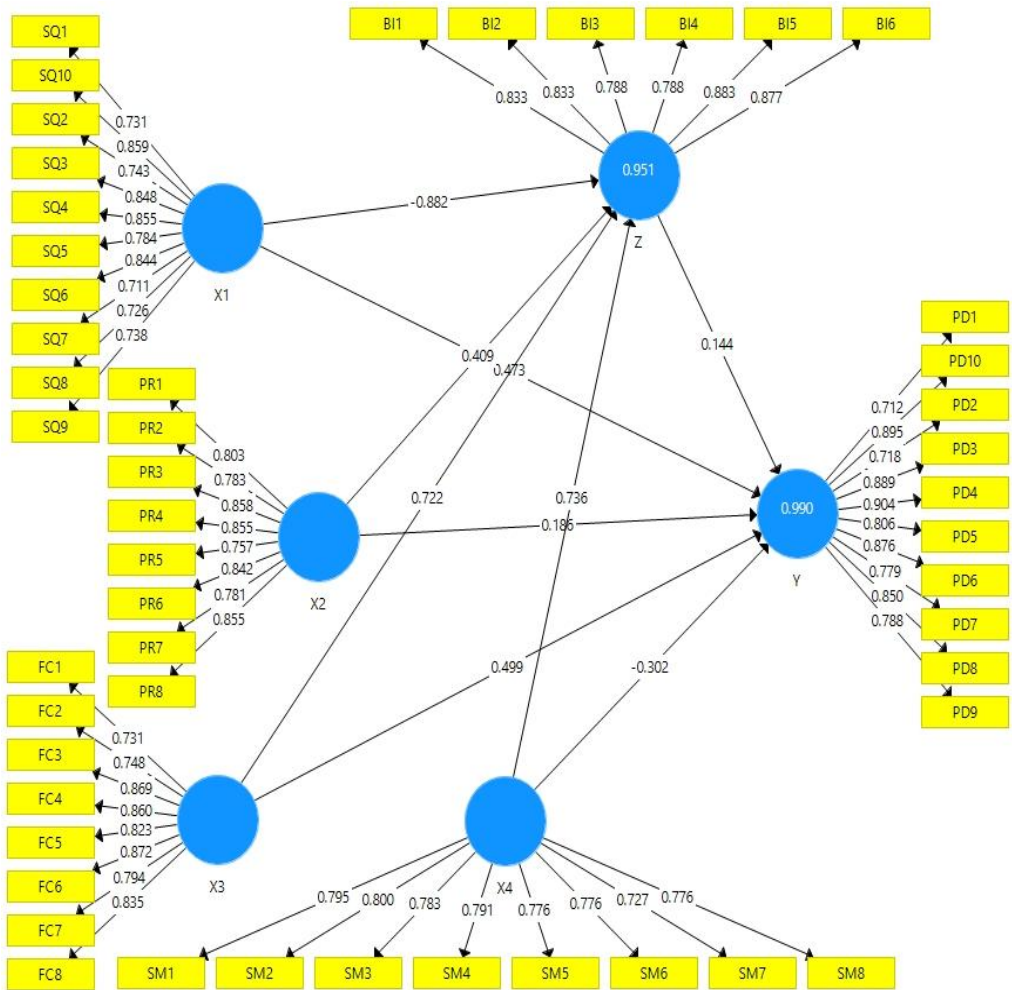 SQ1
SQ10
SQ2
SQ3
SQ4
SQ5
SQ6
SQ7
SQ8
SQ9
0.731
0.859
0.743
0.848
0.855
0.784
0.844
0.711
0.726
0.738
X1
BI1
BI2
BI3
BI4
BI5
BI6
0.833
0.833
0.788
0.788
0.883
0.877
0.951
Z
-0.882
0.409
0.473
0.144
PR1
PR2
PR3
PR4
PR5
PR6
PR7
PR8
0.803
0.783
0.858
0.855
0.757
0.842
0.781
0.855
X2
0.722
0.736
0.186
PD1
PD10
PD2
PD3
PD4
PD5
PD6
PD7
PD8
PD9
0.712
0.895
0.718
0.889
0.904
0.806
0.876
0.779
0.850
0.788
0.990
Y
FC1
FC2
FC3
FC4
FC5
FC6
FC7
FC8
0.731
0.748
0.869
0.860
0.823
0.872
0.794
0.835
X3
0.499
-0.302
X4
0.795
0.800
0.783
0.791
0.776
0.776
0.727
0.776
SM1
SM2
SM3
SM4
SM5
SM6
SM7
SM8